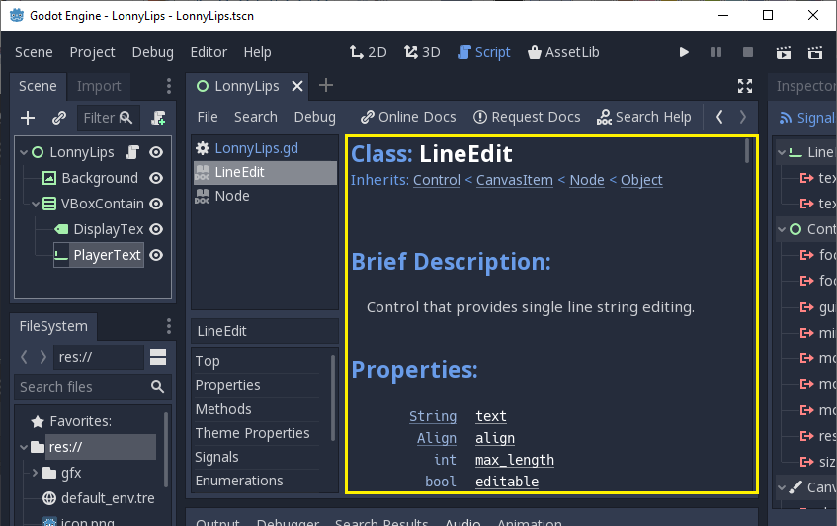 Godot Engine - LonnyLips - LonnyLips.tscn
Scene Project Debug Editor Help 2D 3D Script AssetLib
Scene Import LonnyLips Inspector
Filter File Search Debug Online Docs Request Docs Search Help Signal
LonnyLips
Background
VBoxContain
DisplayTex
PlayerText
LonnyLips.gd
LineEdit
Node
Class: LineEdit
Inherits: Control < CanvasItem < Node < Object
Brief Description:
Control that provides single line string editing.
Properties:
String text
Align align
int max_length
bool editable
LineEdit
Top
Properties
Methods
Theme Properties
Signals
Enumerations
FileSystem
res://
Search files
Favorites:
res://
gfx
default_env.tre
icon.png
Line
tex
tex
Cont
foc
foc
gui
mi
mo
mo
mo
res
siz
Canv
Output Debugger Search Results Audio Animation